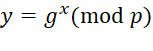 y = g^x (mod p)